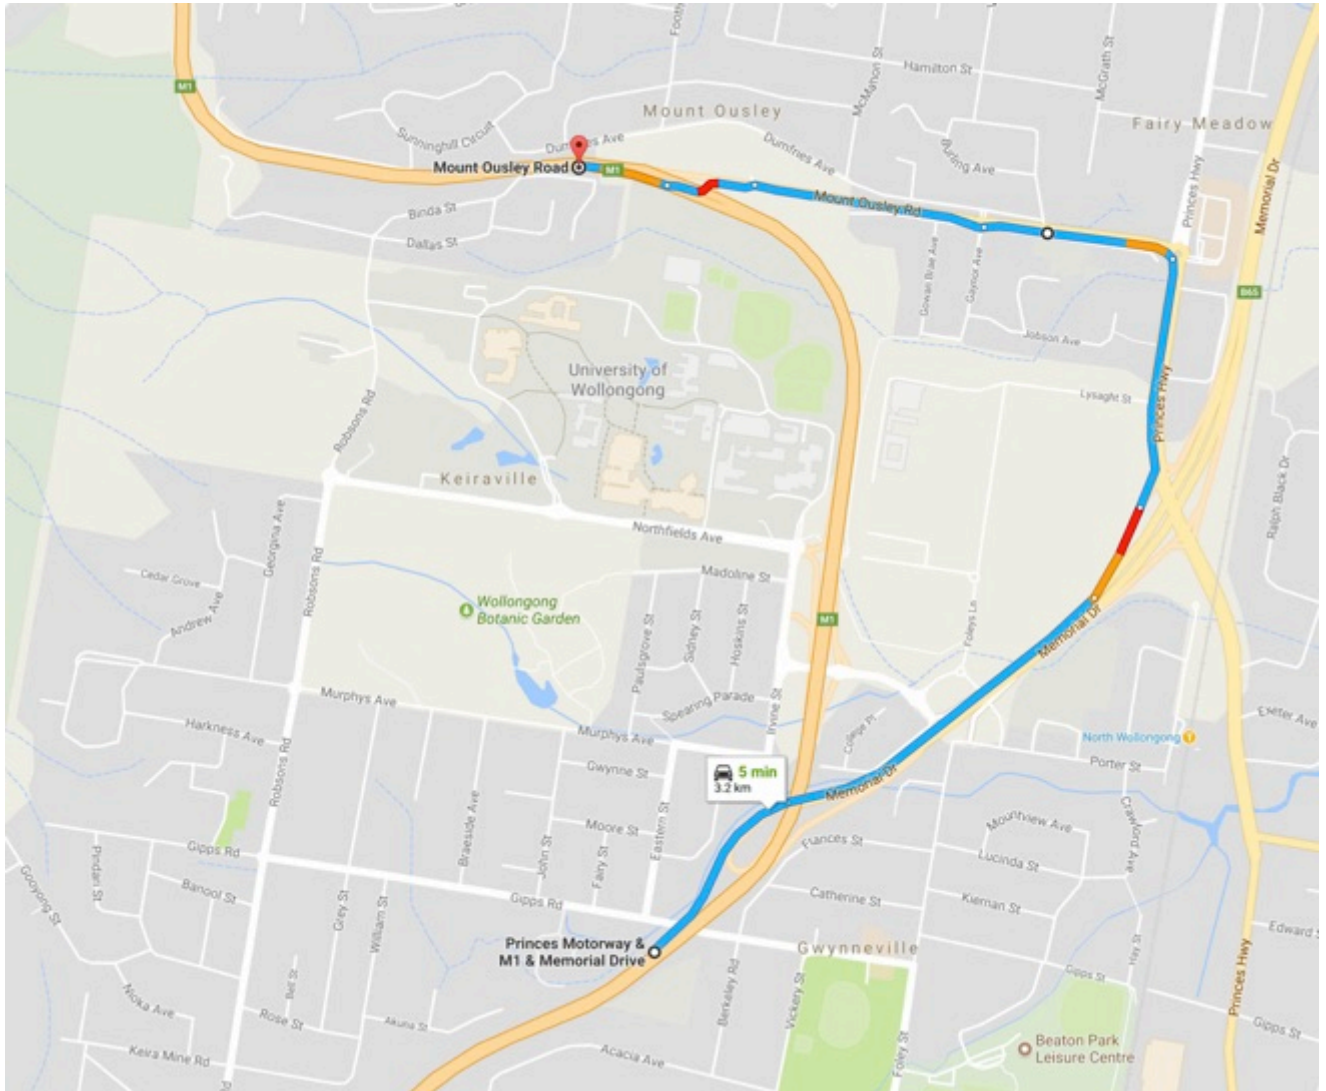 M1
Footh
McMahon St
Hamilton St
McGrath St
Mount Ousley
Fairy Meadow
Sunninghill Circuit
Dumfries Ave
Dumfries Ave
Burling Ave
Princes Hwy
Memorial Dr
Mount Ousley Road
M1
Mount Ousley Rd
Binda St
Dallas St
Gowan Brae Ave
Gaynor Ave
B65
Jobson Ave
University of
Wollongong
Lysaght St
Princes Hwy
Robsons Rd
Keiraville
Ralph Black Dr
Northfields Ave
Georgina Ave
Robsons Rd
Cedar Grove
Madoline St
Andrew Ave
Wollongong
Botanic Garden
Paulsgrove St
Sidney St
Hoskins St
M1
Foleys Ln
Memorial Dr
Murphys Ave
Spearing Parade
Irvine St
College Pl
Exeter Ave
Harkness Ave
Murphys Ave
North Wollongong
Robsons Rd
Gwynne St
5 min
3.2 km
Porter St
Memorial Dr
Braeside Ave
Moore St
Eastern St
Crawford Ave
Mountview Ave
Gipps Rd
John St
Fairy St
Frances St
Lucinda St
Gooyong St
Pindari St
Banool St
Grey St
William St
Gipps Rd
Catherine St
Kiernan St
Edward S
Princes Motorway &
M1 & Memorial Drive
Gwynneville
Hay St
Gipps St
Princes Hwy
Nioka Ave
Bell St
Rose St
Akuna St
Berkeley Rd
Vickery St
Gipps St
Keira Mine Rd
Acacia Ave
Foley St
Beaton Park
Leisure Centre